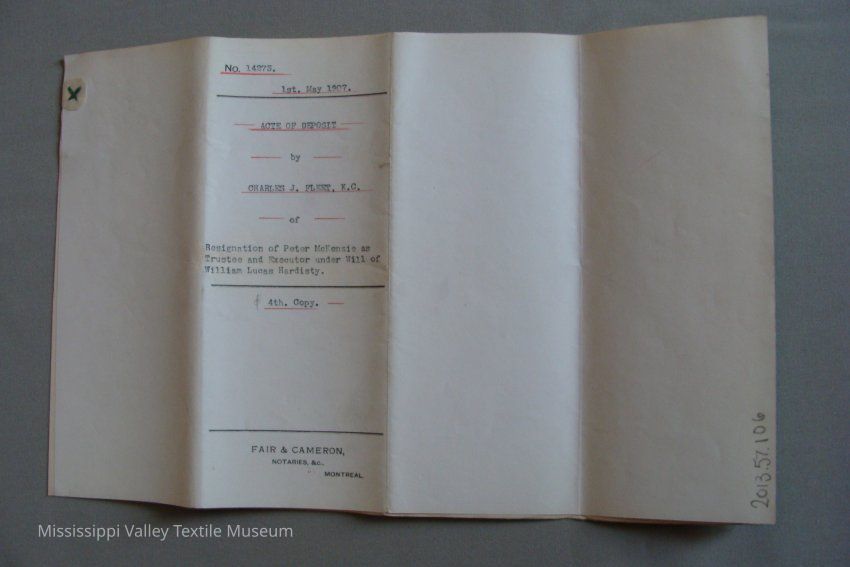 No. 14275.
1st. May 1907.
ACTE OF DEPOSIT
by
CHARLES J. FLEET, K.C.
of
Resignation of Peter McKenzie as
Trustee and Executor under Will of
William Lucas Hardisty.
4th. Copy.
FAIR & CAMERON,
NOTARIES, &c.,
MONTREAL
X
2013.57.106
Mississippi Valley Textile Museum